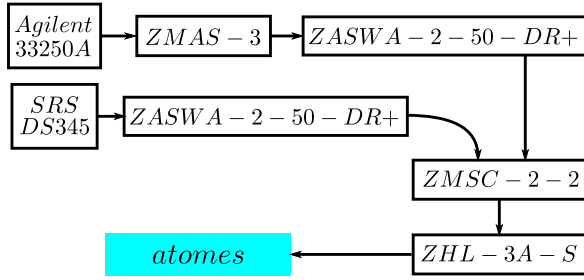 Agilent
33250A
ZMAS − 3
ZASWA − 2 − 50 − DR+
SRS
DS345
ZASWA − 2 − 50 − DR+
ZMSC − 2 − 2
ZHL − 3A − S
atomes